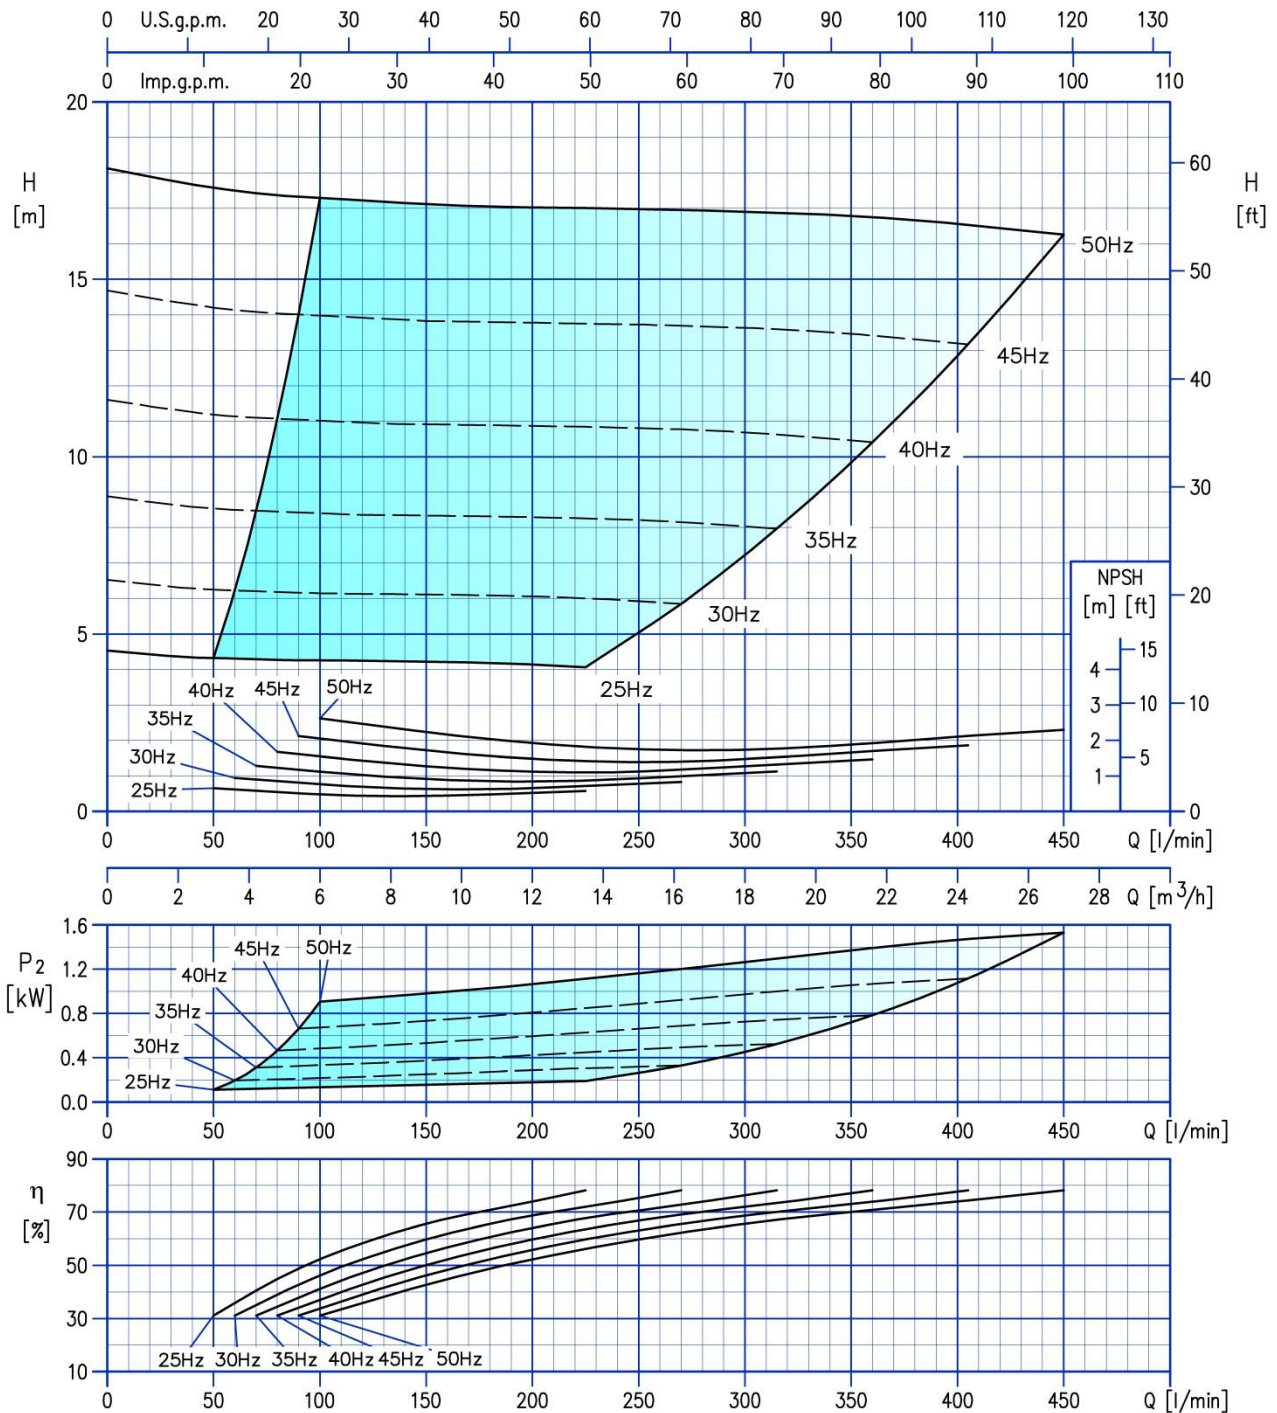 0 U.S.g.p.m. 20 30 40 50 60 70 80 90 100 110 120 130
0 Imp.g.p.m. 20 30 40 50 60 70 80 90 100 110
20
60
H
[m]
H
[ft]
50Hz
15
50
45Hz
40
10
40Hz
30
35Hz
NPSH
[m] [ft]
20
30Hz
5
15
4
40Hz 45Hz 50Hz
25Hz
3
10
35Hz
2
30Hz
5
1
25Hz
0
0
0 50 100 150 200 250 300 350 400 450 Q [l/min]
0 2 4 6 8 10 12 14 16 18 20 22 24 26 28 Q [m³/h]
1.6
P2
[kW]
45Hz 50Hz
1.2
40Hz
0.8
35Hz
30Hz
0.4
25Hz
0.0
0 50 100 150 200 250 300 350 400 450 Q [l/min]
90
η
[%]
70
50
30
25Hz 30Hz 35Hz 40Hz 45Hz 50Hz
10
0 50 100 150 200 250 300 350 400 450 Q [l/min]